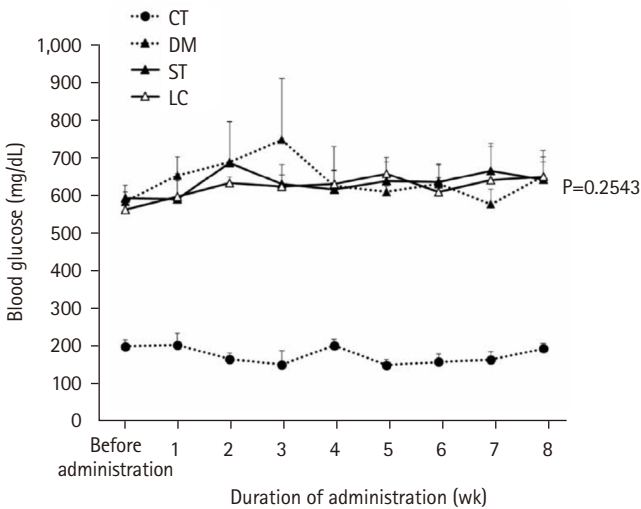 CT
DM
ST
LC
1,000
900
800
700
600
500
400
300
200
100
0
Blood glucose (mg/dL)
P=0.2543
Before administration
1
2
3
4
5
6
7
8
Duration of administration (wk)